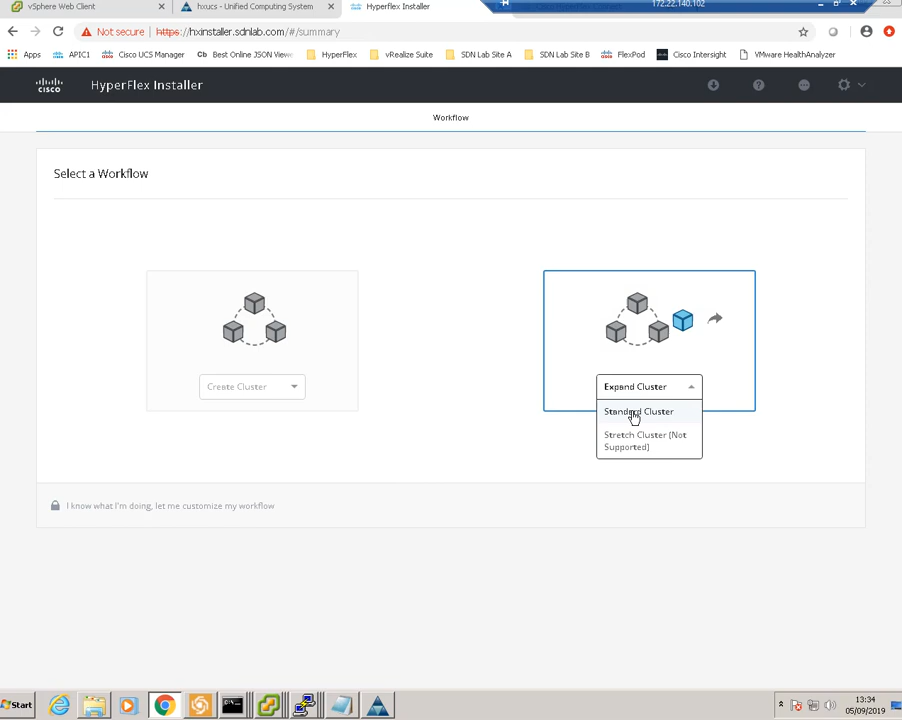 vSphere Web Client
hxucs - Unified Computing System
Hyperflex Installer
172.22.140.102
Not secure
https://hxinstaller.sdnlab.com/#/summary
Apps
APIC1
Cisco UCS Manager
Cb Best Online JSON View
HyperFlex
vRealize Suite
SDN Lab Site A
SDN Lab Site B
FlexPod
Cisco Intersight
VMware HealthAnalyzer
CISCO
HyperFlex Installer
Workflow
Select a Workflow
Create Cluster
Expand Cluster
Standard Cluster
Stretch Cluster [Not
Supported]
I know what I'm doing, let me customize my workflow
Start
13:34
05/09/2019